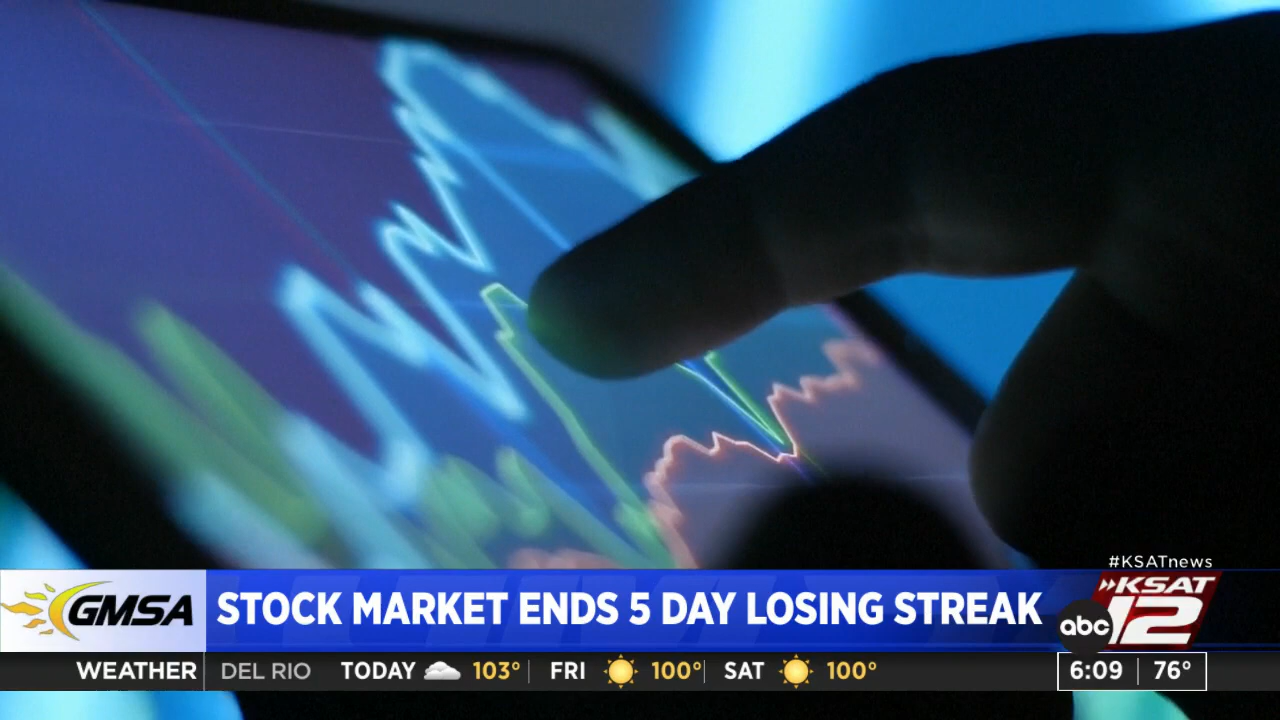 #KSATnews
GMSA
STOCK MARKET ENDS 5 DAY LOSING STREAK
KSAT
abc 12
WEATHER DEL RIO TODAY 103° FRI 100° SAT 100°
6:09 76°